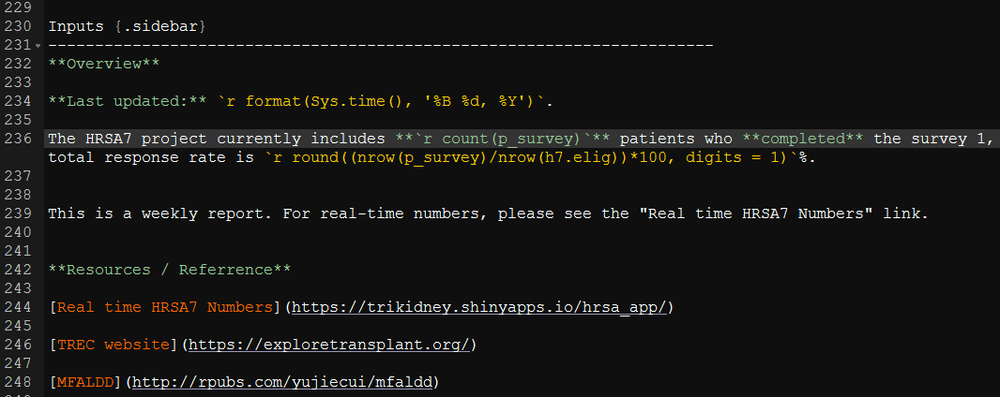 229
230 Inputs {.sidebar}
231 -----------------------------------------------------------------------
232 **Overview**
233
234 **Last updated:** `r format(Sys.time(), '%B %d, %Y')`.
235
236 The HRSA7 project currently includes **`r count(p_survey)`** patients who **completed** the survey 1,
total response rate is `r round((nrow(p_survey)/nrow(h7.elig))*100, digits = 1)`%.
237
238
239 This is a weekly report. For real-time numbers, please see the "Real time HRSA7 Numbers" link.
240
241
242 **Resources / Referrence**
243
244 [Real time HRSA7 Numbers](https://trikidney.shinyapps.io/hrsa_app/)
245
246 [TREC website](https://exploretransplant.org/)
247
248 [MFALDD](http://rpubs.com/yujiecui/mfaldd)